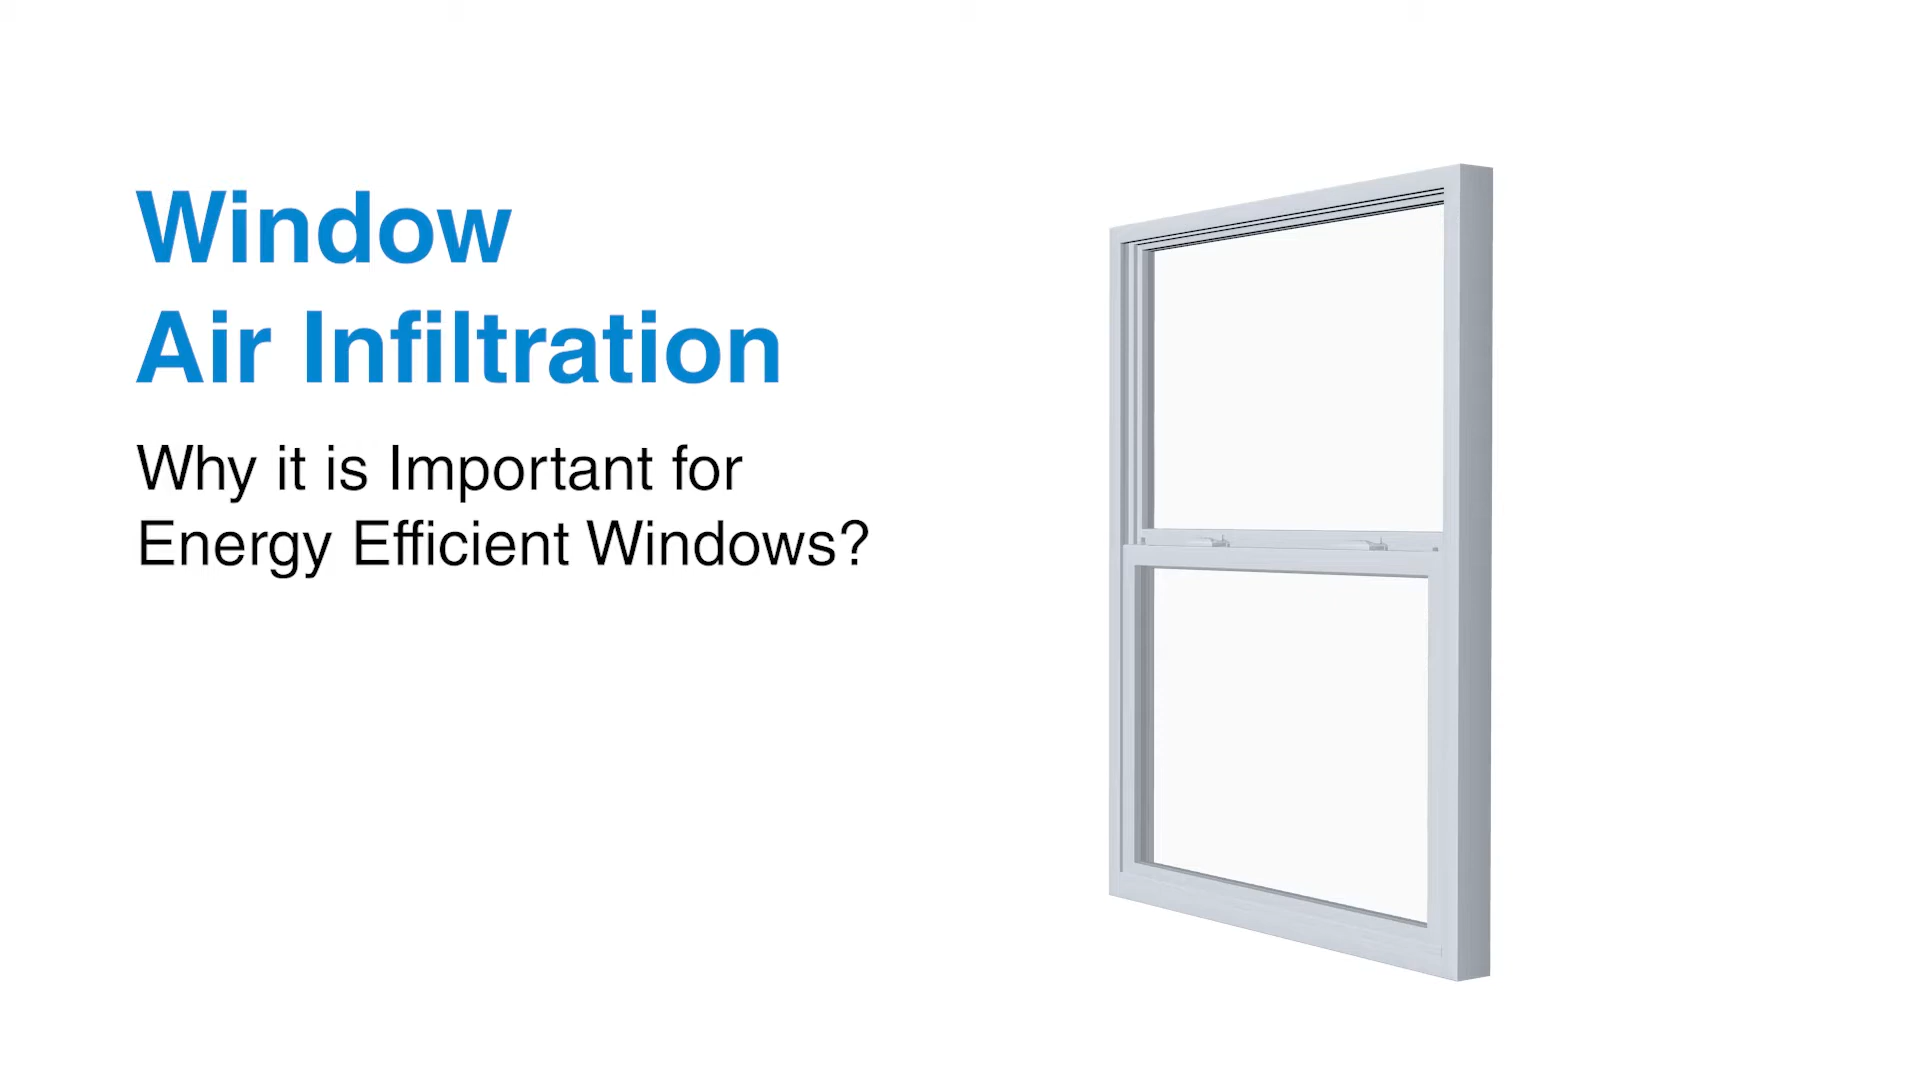 Window
Air Infiltration
Why it is Important for
Energy Efficient Windows?